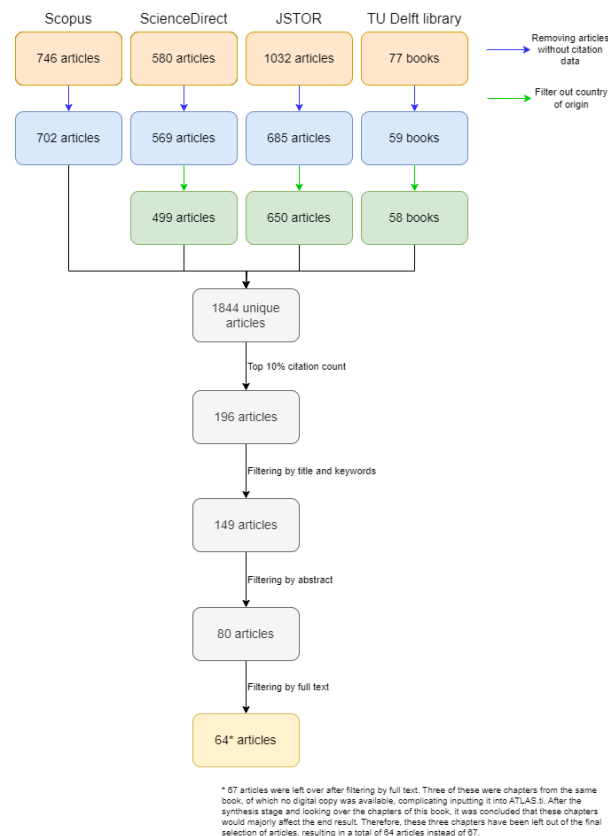 Scopus
ScienceDirect
JSTOR
TU Delft library
746 articles
580 articles
1032 articles
77 books
Removing articles
without citation
data
Filter out country
of origin
702 articles
569 articles
685 articles
59 books
499 articles
650 articles
58 books
1844 unique
articles
Top 10% citation count
196 articles
Filtering by title and keywords
149 articles
Filtering by abstract
80 articles
Filtering by full text
64* articles
* 67 articles were left over after filtering by full text. Three of these were chapters from the same
book, of which no digital copy was available, complicating inputting it into ATLAS.ti. After the
synthesis stage and looking over the chapters of this book, it was concluded that these chapters
would majorly affect the end result. Therefore, these three chapters have been left out of the final
selection of articles, resulting in a total of 64 articles instead of 67.